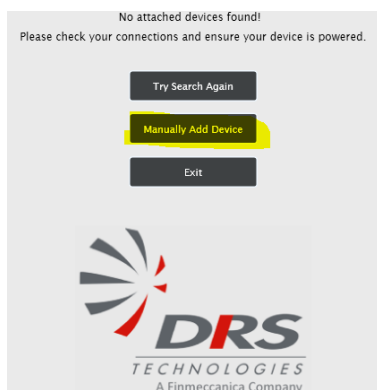 No attached devices found!
Please check your connections and ensure your device is powered.
Try Search Again
Manually Add Device
Exit
DRS
TECHNOLOGIES
A Finmeccanica Company